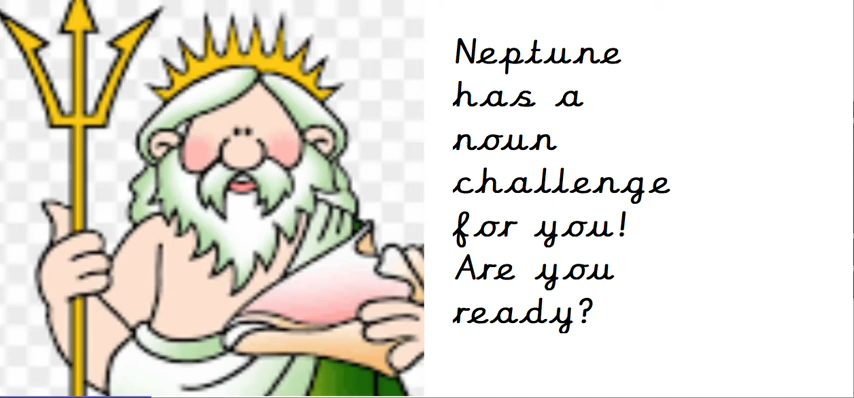 Neptune
has a
noun
challenge
for you!
Are you
ready?